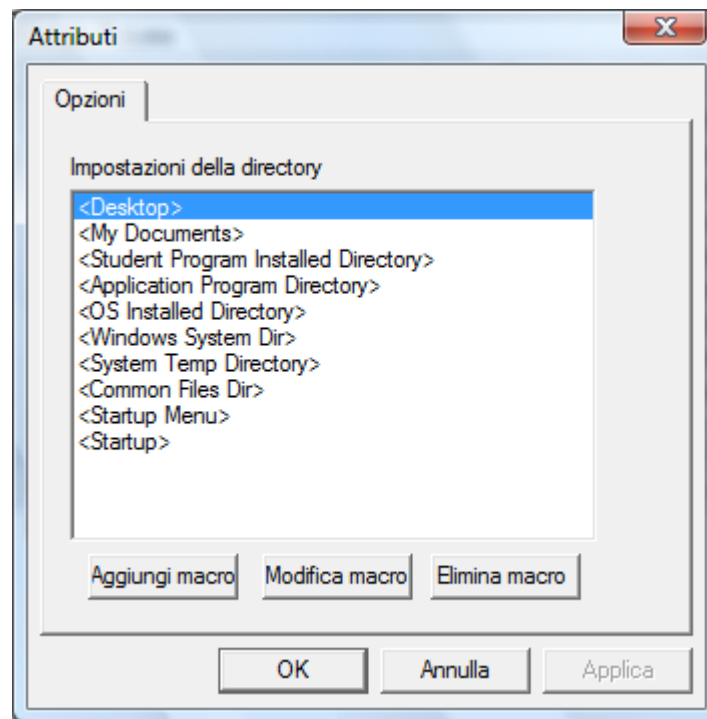 Attributi
Opzioni
Impostazioni della directory
<Desktop>
<My Documents>
<Student Program Installed Directory>
<Application Program Directory>
<OS Installed Directory>
<Windows System Dir>
<System Temp Directory>
<Common Files Dir>
<Startup Menu>
<Startup>
Aggiungi macro Modifica macro Elimina macro
OK Annulla Applica